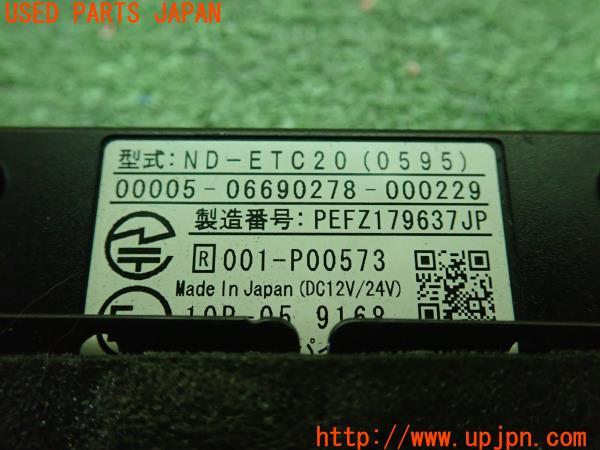 USED PARTS JAPAN
型式:ND-ETC20(0595)
00005-06690278-000229
製造番号:PEFZ179637JP
R 001-P00573
Made In Japan (DC12V/24V)
http://www.upjpn.com/